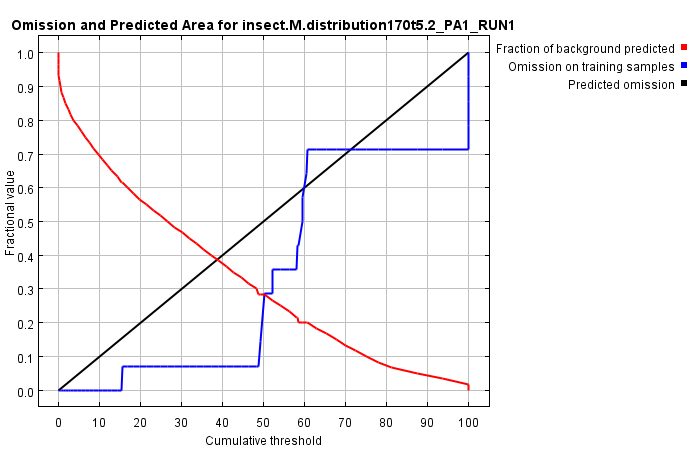 Omission and Predicted Area for insect.M.distribution170t5.2_PA1_RUN1
Fraction of background predicted
Omission on training samples
Predicted omission
Fractional value
1.0
0.9
0.8
0.7
0.6
0.5
0.4
0.3
0.2
0.1
0.0
0 10 20 30 40 50 60 70 80 90 100
Cumulative threshold